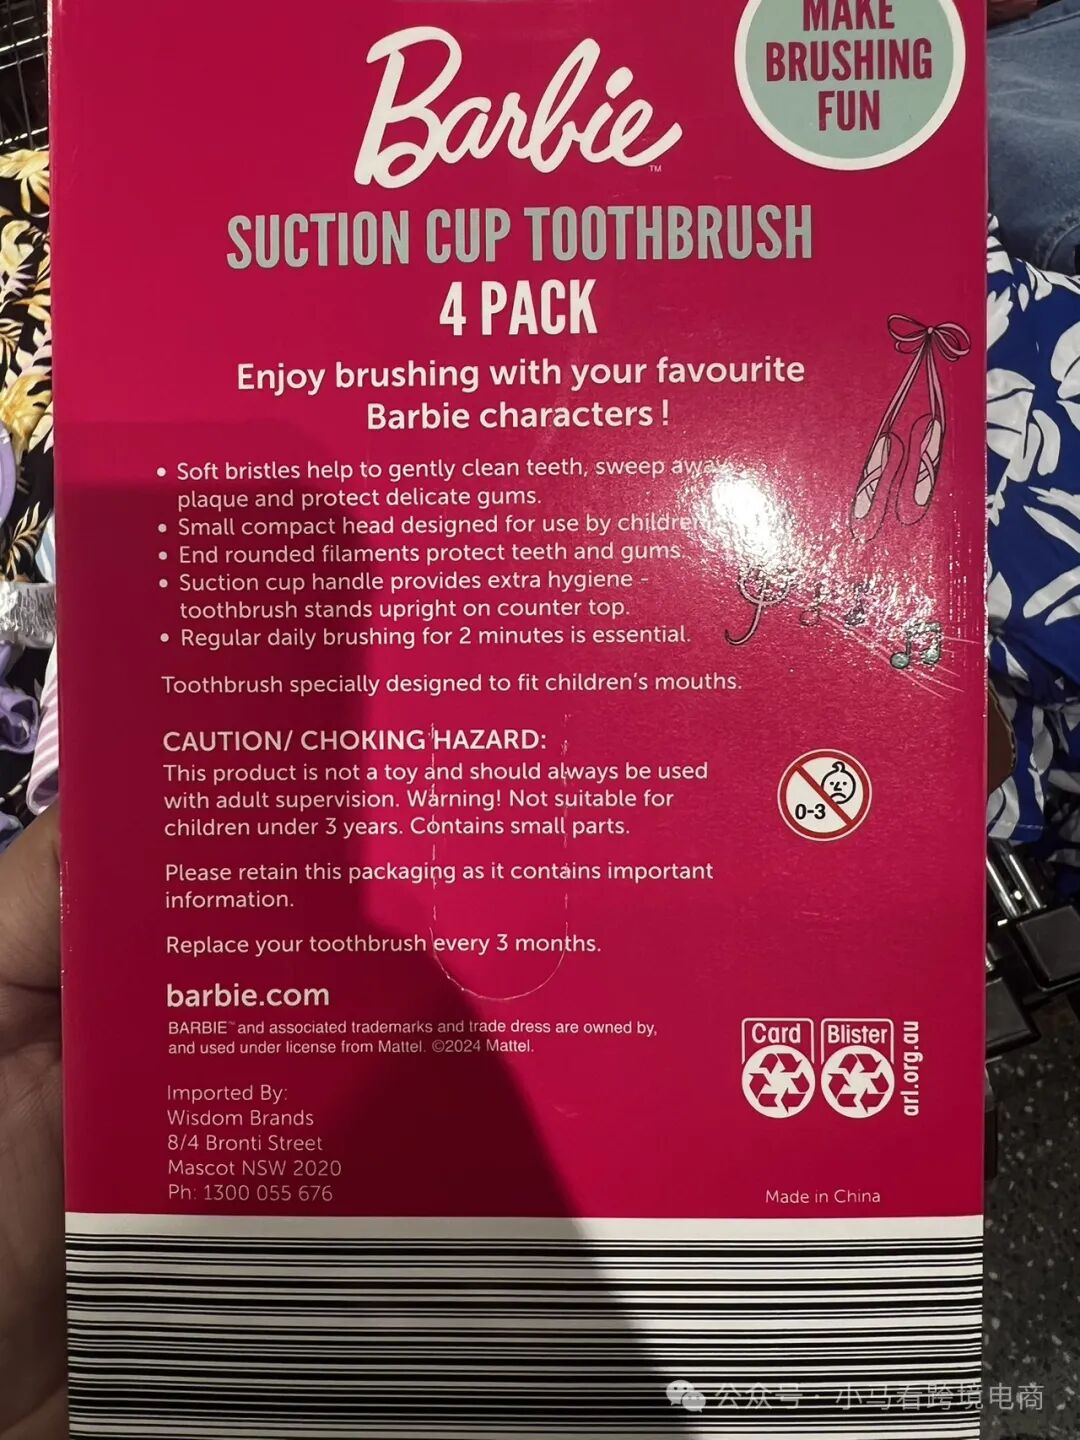 MAKE
BRUSHING
FUN
Barbie™
SUCTION CUP TOOTHBRUSH
4 PACK
Enjoy brushing with your favourite
Barbie characters !
• Soft bristles help to gently clean teeth, sweep away
plaque and protect delicate gums.
• Small compact head designed for use by children
• End rounded filaments protect teeth and gums.
• Suction cup handle provides extra hygiene -
toothbrush stands upright on counter top.
• Regular daily brushing for 2 minutes is essential.
Toothbrush specially designed to fit children's mouths.
CAUTION/ CHOKING HAZARD:
This product is not a toy and should always be used
with adult supervision. Warning! Not suitable for
children under 3 years. Contains small parts.
0-3
Please retain this packaging as it contains important
information.
Replace your toothbrush every 3 months.
barbie.com
BARBIE™ and associated trademarks and trade dress are owned by,
and used under license from Mattel. ©2024 Mattel.
Card
Blister
arl.org.au
Imported By:
Wisdom Brands
8/4 Bronti Street
Mascot NSW 2020
Ph: 1300 055 676
Made in China
公众号 · 小马看跨境电商